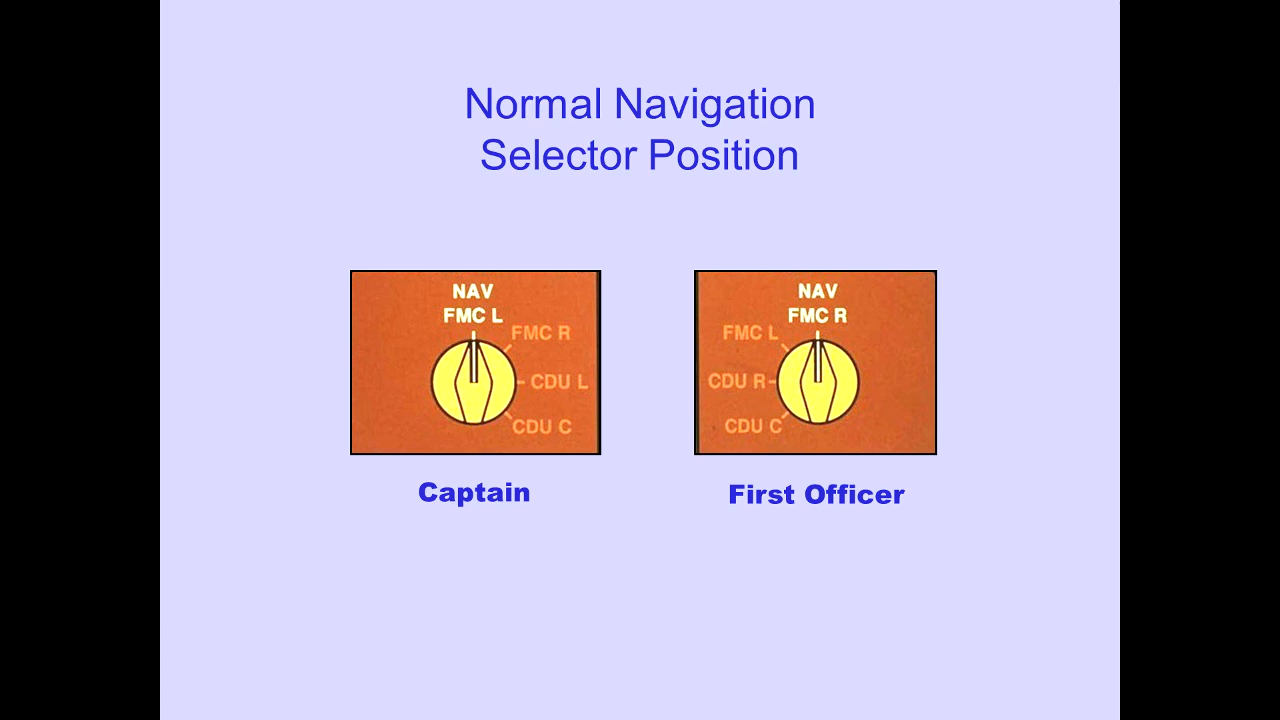 Normal Navigation
Selector Position
NAV
FMC L
FMC R
CDU L
CDU C
Captain
NAV
FMC R
FMC L
CDU R
CDU C
First Officer